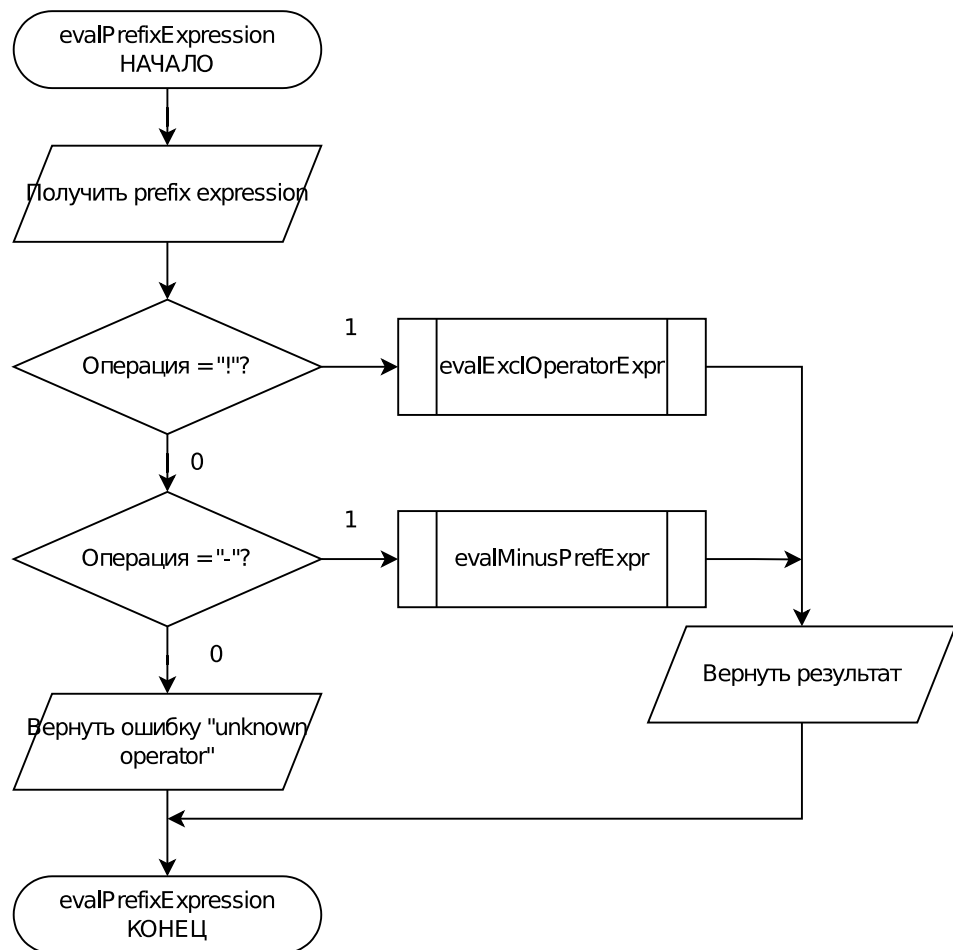 evalPrefixExpression
НАЧАЛО
Получить prefix expression
Операция = "!"?
1
evalExclOperatorExpr
0
Операция = "-"?
1
evalMinusPrefExpr
0
Вернуть результат
Вернуть ошибку "unknown
operator"
evalPrefixExpression
КОНЕЦ